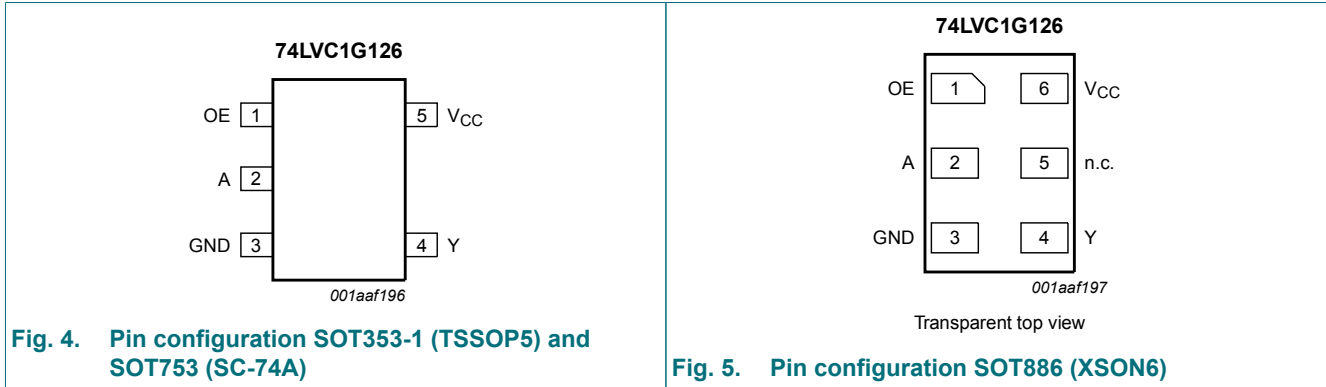 74LVC1G126
OE 1
5 VCC
A 2
GND 3
4 Y
001aaf196
Fig. 4. Pin configuration SOT353-1 (TSSOP5) and
SOT753 (SC-74A)
74LVC1G126
OE 1
6 VCC
A 2
5 n.c.
GND 3
4 Y
001aaf197
Transparent top view
Fig. 5. Pin configuration SOT886 (XSON6)